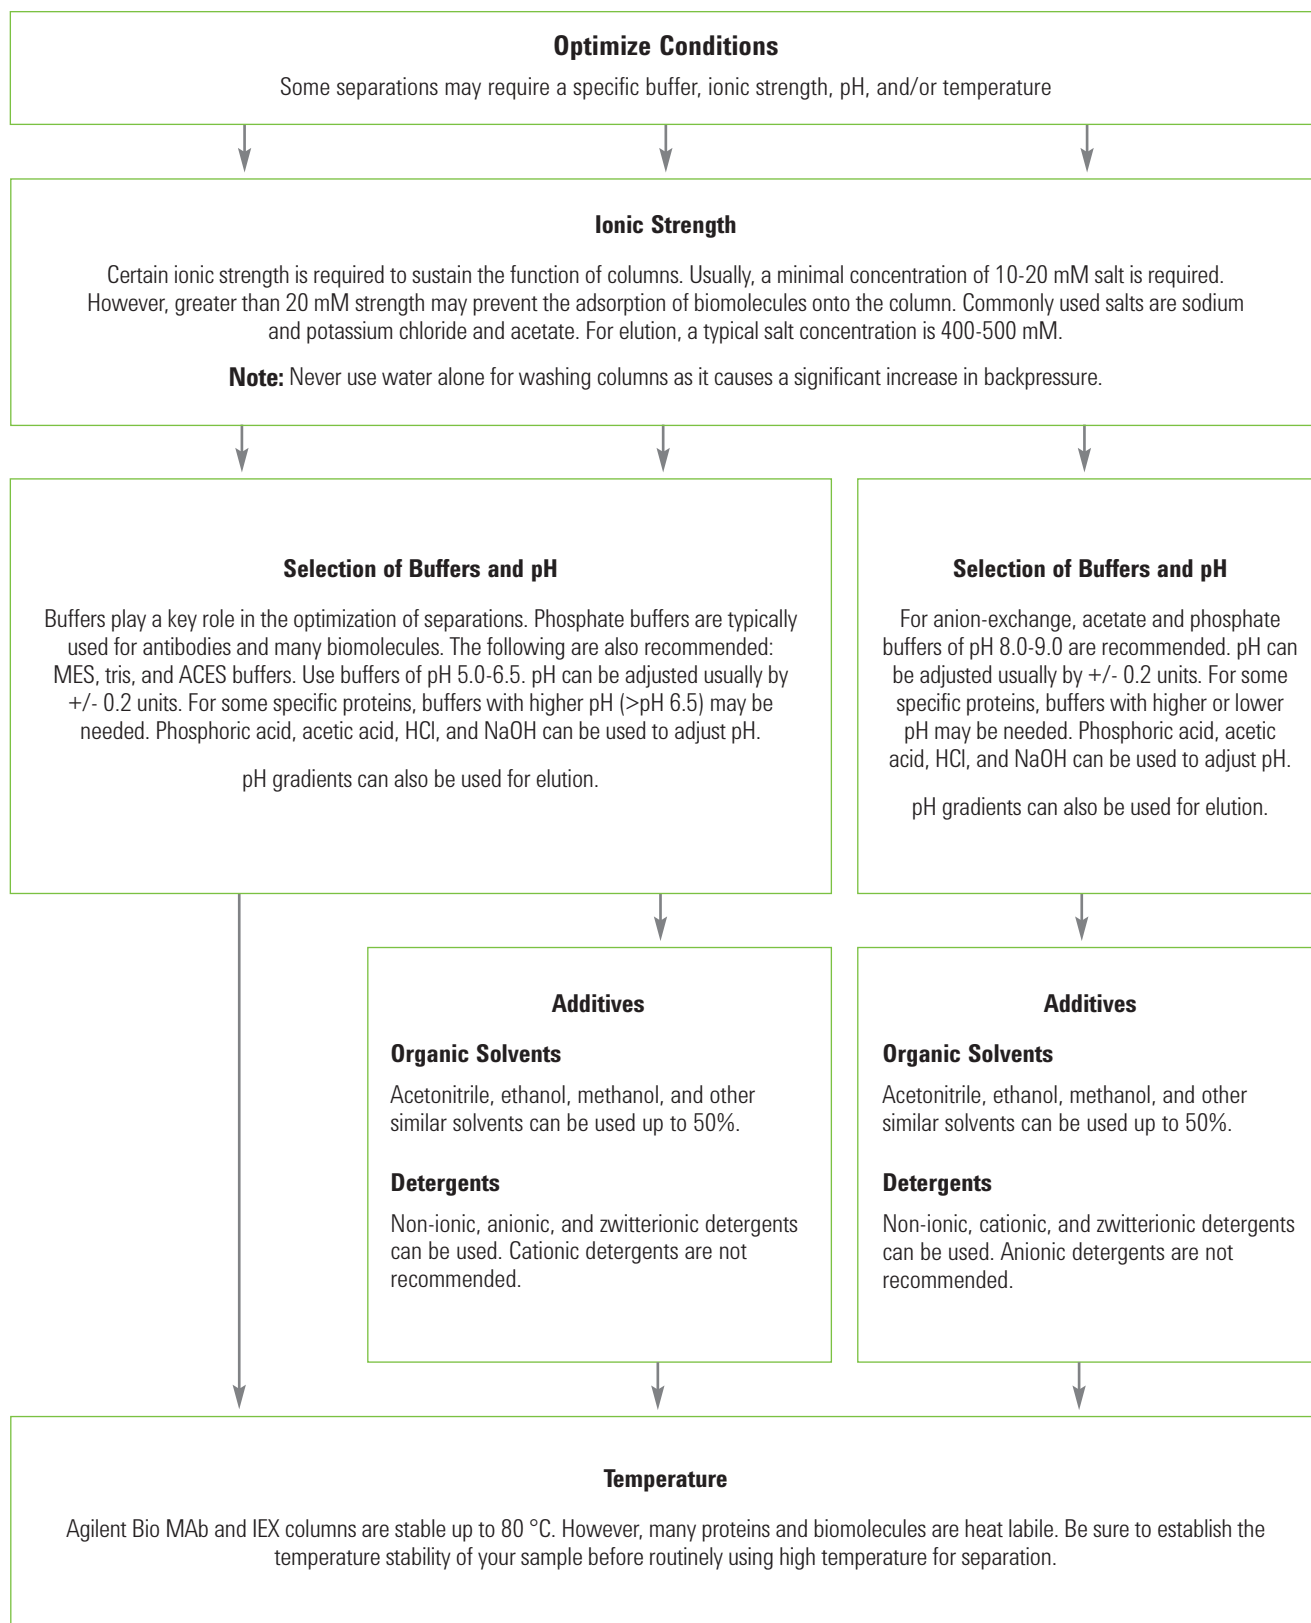 Optimize Conditions
Some separations may require a specific buffer, ionic strength, pH, and/or temperature
Ionic Strength
Certain ionic strength is required to sustain the function of columns. Usually, a minimal concentration of 10-20 mM salt is required.
However, greater than 20 mM strength may prevent the adsorption of biomolecules onto the column. Commonly used salts are sodium
and potassium chloride and acetate. For elution, a typical salt concentration is 400-500 mM.
Note: Never use water alone for washing columns as it causes a significant increase in backpressure.
Selection of Buffers and pH
Buffers play a key role in the optimization of separations. Phosphate buffers are typically
used for antibodies and many biomolecules. The following are also recommended:
MES, tris, and ACES buffers. Use buffers of pH 5.0-6.5. pH can be adjusted usually by
+/- 0.2 units. For some specific proteins, buffers with higher pH (>pH 6.5) may be
needed. Phosphoric acid, acetic acid, HCl, and NaOH can be used to adjust pH.
pH gradients can also be used for elution.
Selection of Buffers and pH
For anion-exchange, acetate and phosphate
buffers of pH 8.0-9.0 are recommended. pH can
be adjusted usually by +/- 0.2 units. For some
specific proteins, buffers with higher or lower
pH may be needed. Phosphoric acid, acetic
acid, HCl, and NaOH can be used to adjust pH.
pH gradients can also be used for elution.
Additives
Organic Solvents
Acetonitrile, ethanol, methanol, and other
similar solvents can be used up to 50%.
Detergents
Non-ionic, anionic, and zwitterionic detergents
can be used. Cationic detergents are not
recommended.
Additives
Organic Solvents
Acetonitrile, ethanol, methanol, and other
similar solvents can be used up to 50%.
Detergents
Non-ionic, cationic, and zwitterionic detergents
can be used. Anionic detergents are not
recommended.
Temperature
Agilent Bio MAb and IEX columns are stable up to 80 °C. However, many proteins and biomolecules are heat labile. Be sure to establish the
temperature stability of your sample before routinely using high temperature for separation.